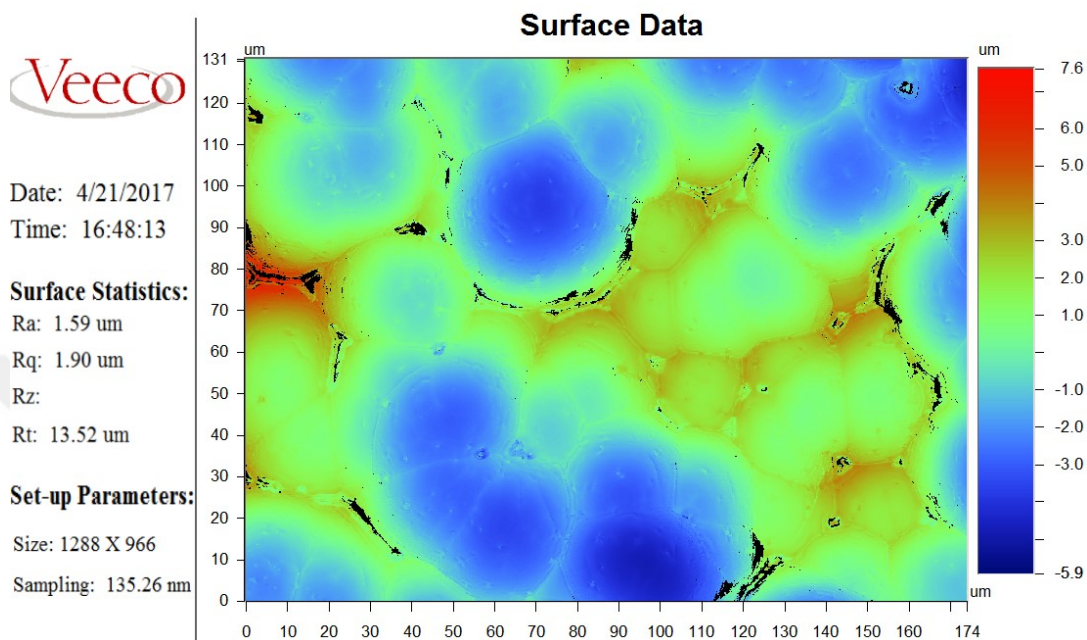 Surface Data
Veeco
Date: 4/21/2017
Time: 16:48:13
Surface Statistics:
Ra: 1.59 um
Rq: 1.90 um
Rz:
Rt: 13.52 um
Set-up Parameters:
Size: 1288 X 966
Sampling: 135.26 nm
um
131
120
110
100
90
80
70
60
50
40
30
20
10
0
0 10 20 30 40 50 60 70 80 90 100 110 120 130 140 150 160 174
um
um
7.6
6.0
5.0
3.0
2.0
1.0
-1.0
-2.0
-3.0
-5.9